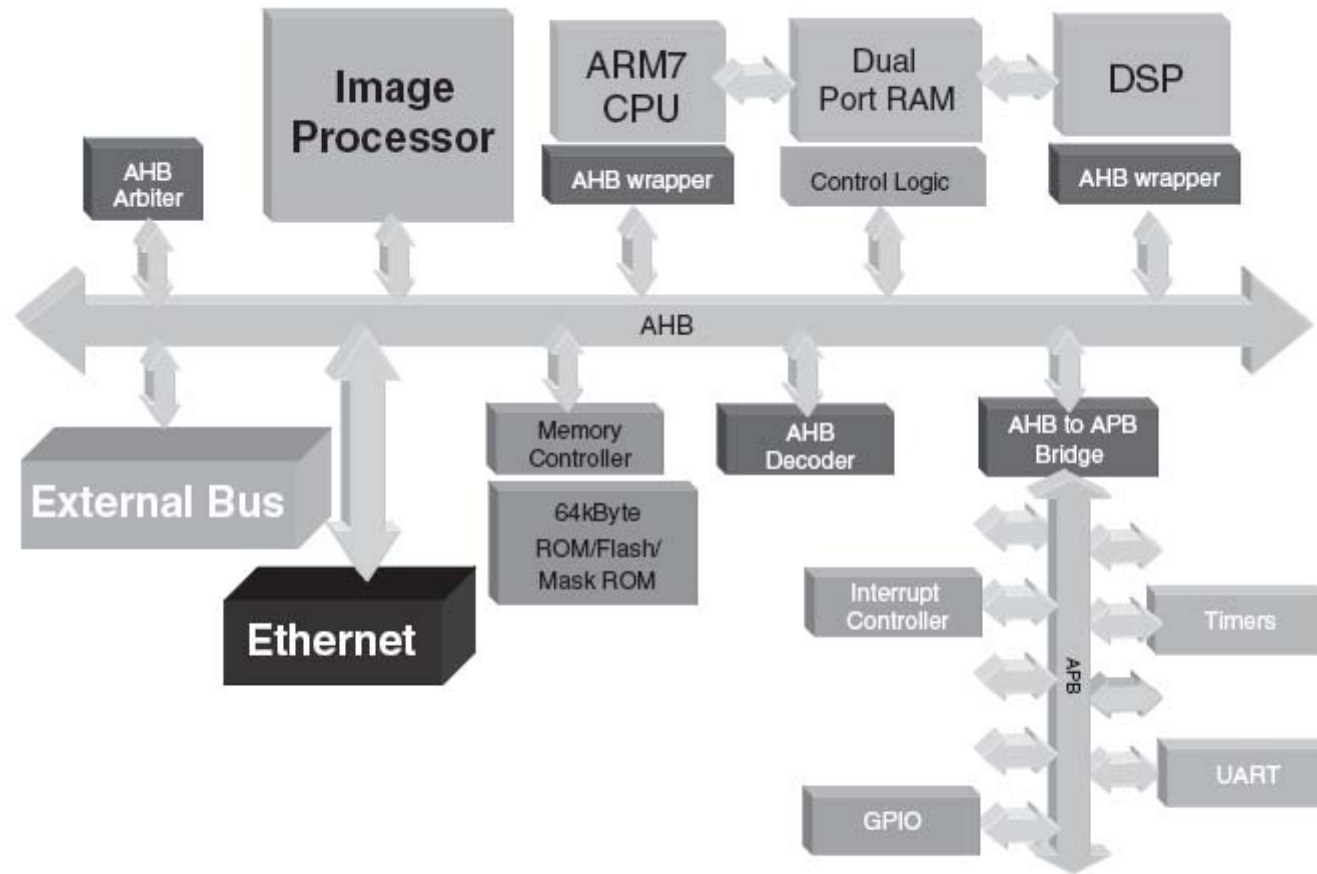 Image
Processor
ARM7
CPU
Dual
Port RAM
DSP
AHB
Arbiter
AHB wrapper
Control Logic
AHB wrapper
AHB
External Bus
Memory
Controller
AHB
Decoder
AHB to APB
Bridge
64kByte
ROM/Flash/
Mask ROM
Ethernet
Interrupt
Controller
Timers
APB
UART
GPIO